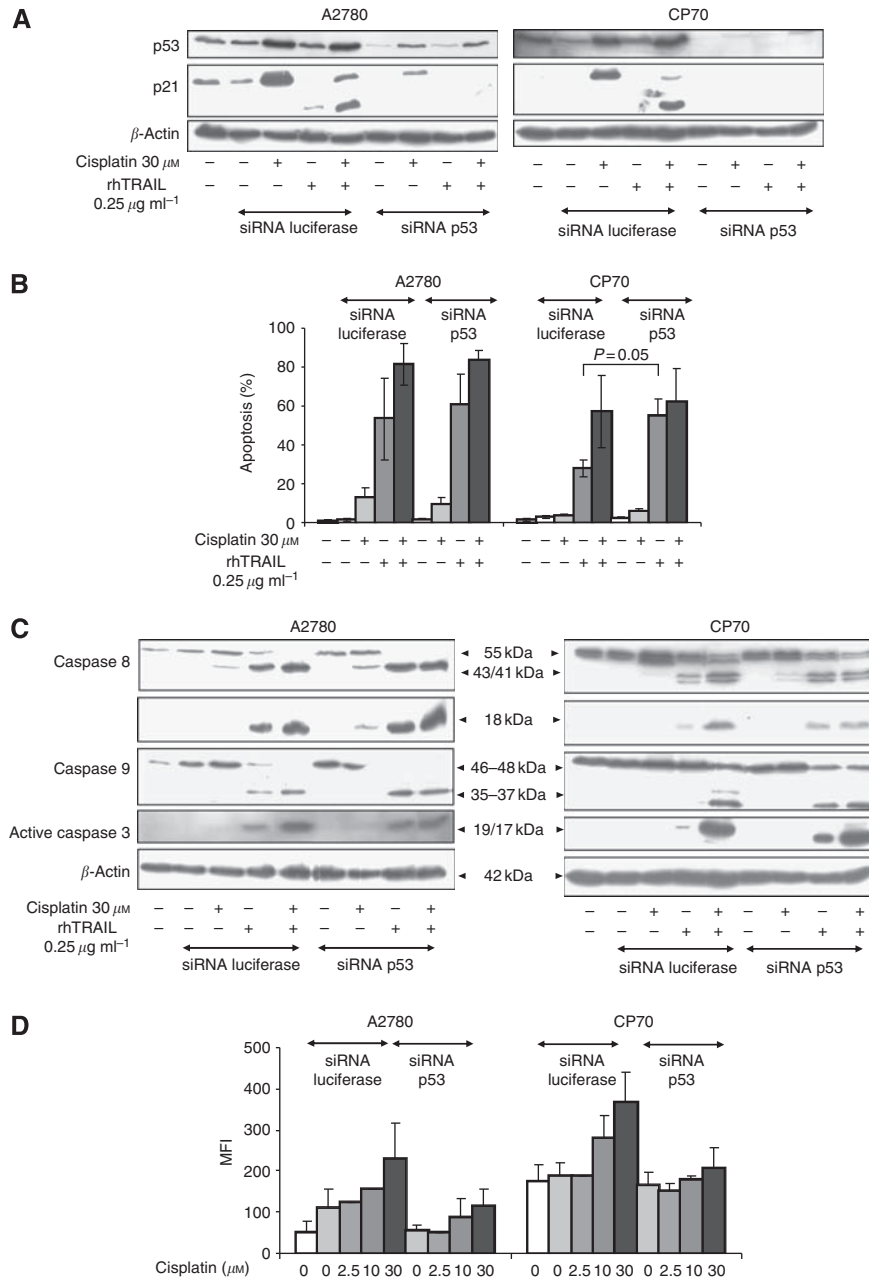 A
A2780
CP70
p53
p21
β-Actin
Cisplatin 30 μM
– – + – + – + – +
– – + – + – + – +
rhTRAIL
0.25 μg ml–1
– – – + + – – + +
– – – + + – – + +
siRNA luciferase
siRNA p53
siRNA luciferase
siRNA p53
B
A2780
CP70
siRNA luciferase
siRNA p53
siRNA luciferase
siRNA p53
P = 0.05
Apoptosis (%)
100
80
60
40
20
0
Cisplatin 30 μM
– – + – + – + – +
– – + – + – + – +
rhTRAIL
0.25 μg ml–1
– – – + + – – + +
– – – + + – – + +
C
A2780
CP70
Caspase 8
55 kDa
43/41 kDa
18 kDa
Caspase 9
46–48 kDa
35–37 kDa
Active caspase 3
19/17 kDa
β-Actin
42 kDa
Cisplatin 30 μM
– – + – + – + – +
– – + – + – + – +
rhTRAIL
0.25 μg ml–1
– – – + + – – + +
– – – + + – – + +
siRNA luciferase
siRNA p53
siRNA luciferase
siRNA p53
D
A2780
CP70
siRNA luciferase
siRNA p53
siRNA luciferase
siRNA p53
MFI
500
400
300
200
100
0
Cisplatin (μM)
0 0 2.5 10 30 0 2.5 10 30
0 0 2.5 10 30 0 2.5 10 30